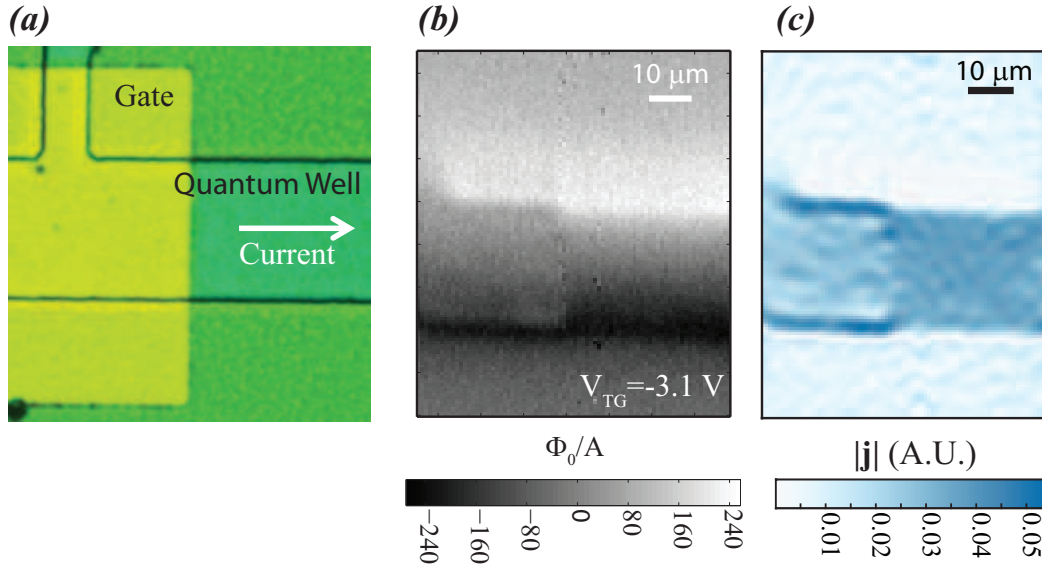 (a)
Gate
Quantum Well
Current
(b)
10 μm
V_TG=-3.1 V
Φ₀/A
−240
−160
−80
0
80
160
240
(c)
10 μm
|j| (A.U.)
0.01
0.02
0.03
0.04
0.05